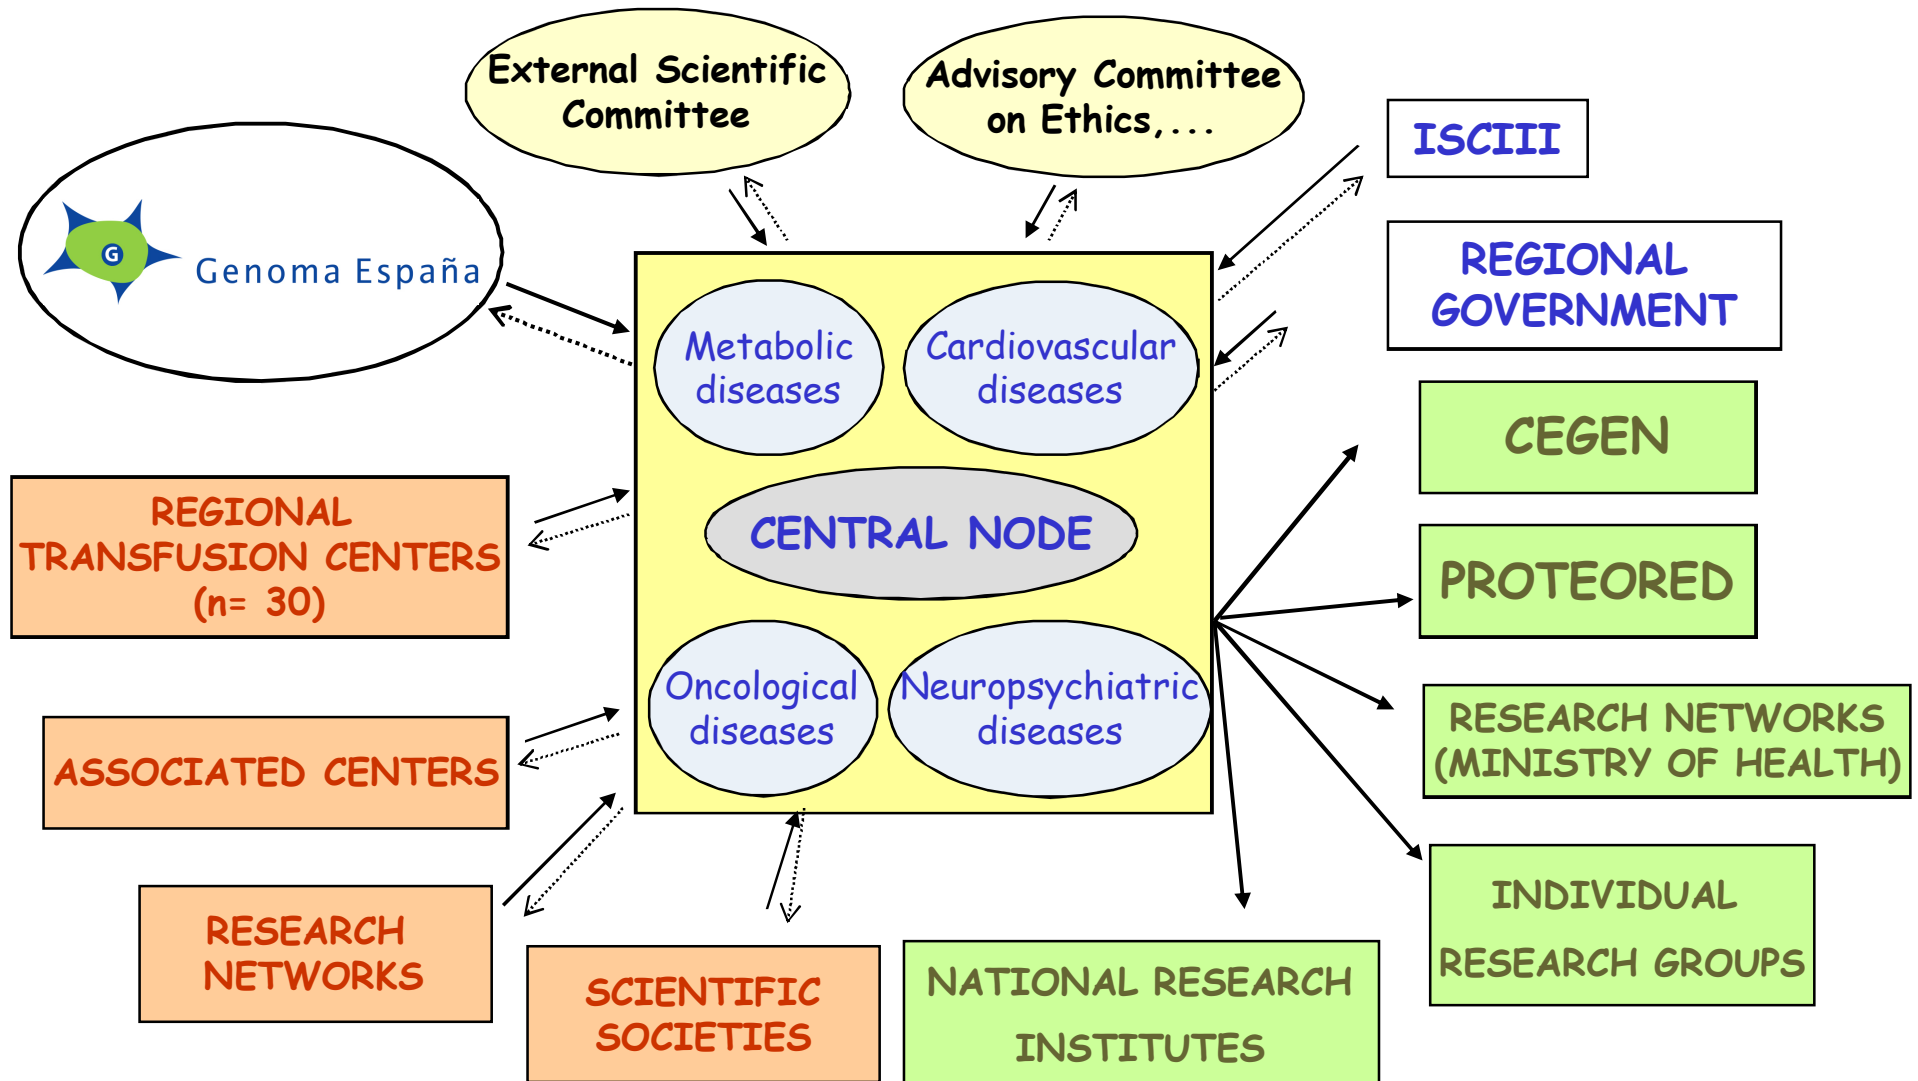 External Scientific
Committee
Advisory Committee
on Ethics,...
ISCIII
G
Genoma España
REGIONAL
GOVERNMENT
Metabolic
diseases
Cardiovascular
diseases
CEGEN
REGIONAL
TRANSFUSION CENTERS
(n= 30)
CENTRAL NODE
PROTEORED
Oncological
diseases
Neuropsychiatric
diseases
RESEARCH NETWORKS
(MINISTRY OF HEALTH)
ASSOCIATED CENTERS
INDIVIDUAL
RESEARCH GROUPS
RESEARCH
NETWORKS
SCIENTIFIC
SOCIETIES
NATIONAL RESEARCH
INSTITUTES